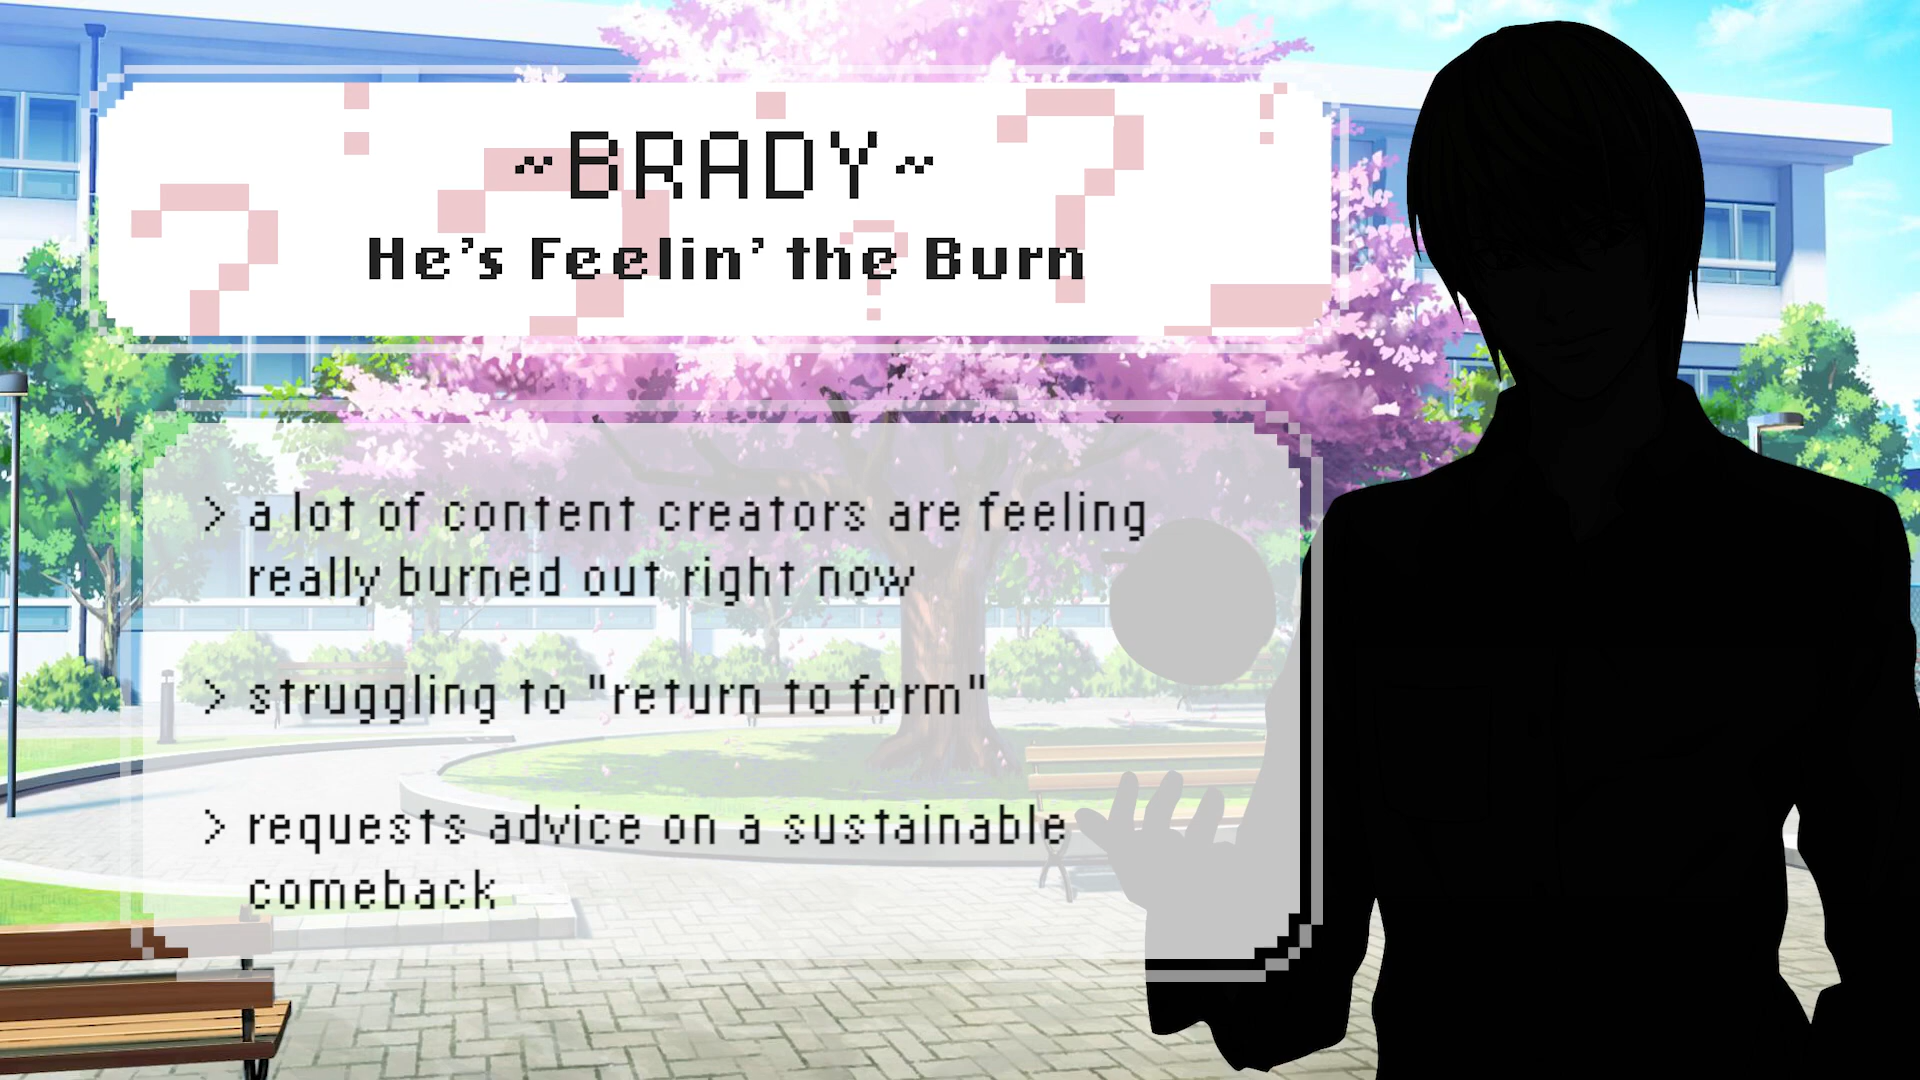 ~BRADY~
He's Feelin' the Burn
> a lot of content creators are feeling
really burned out right now
> struggling to "return to form"
> requests advice on a sustainable
comeback